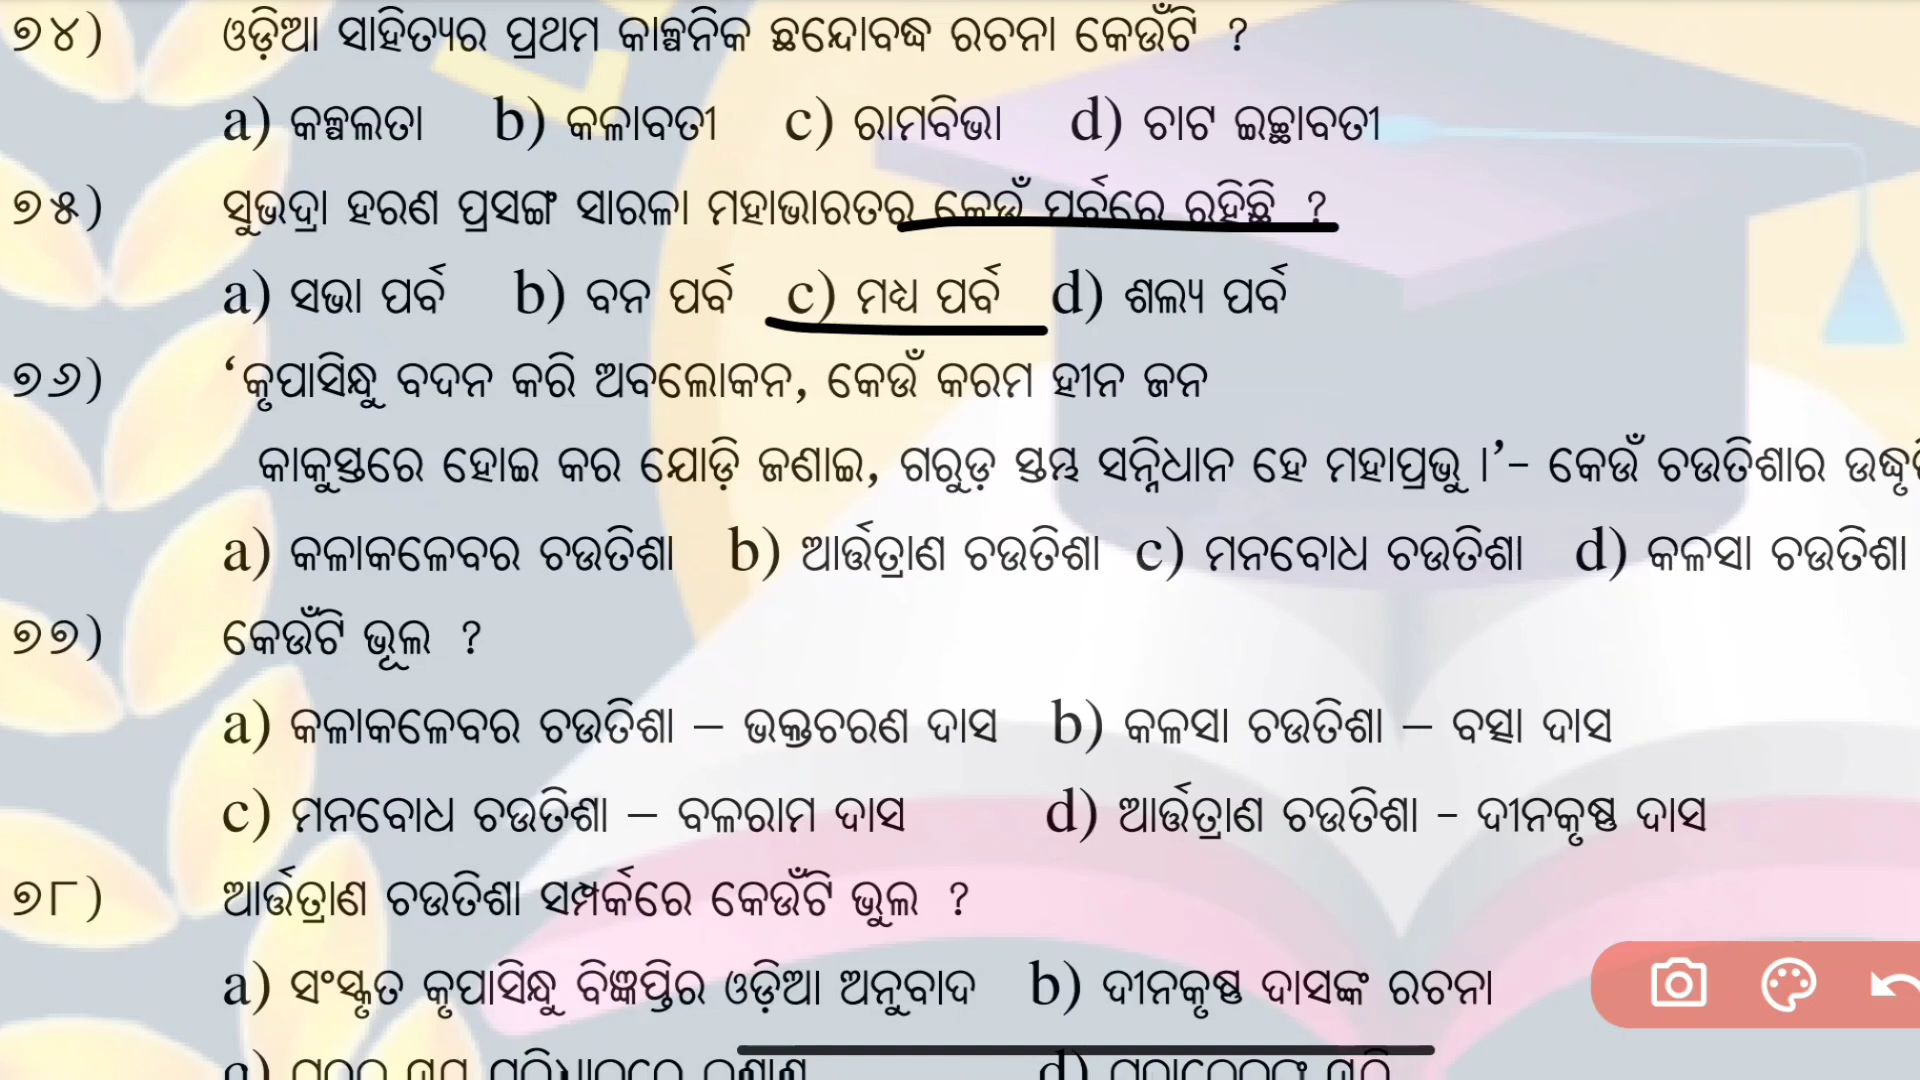 ୭୪) ଓଡ଼ିଆ ସାହିତ୍ୟର ପ୍ରଥମ କାଳ୍ପନିକ ଛନ୍ଦୋବଦ୍ଧ ରଚନା କେଉଁଟି ?
a) କଳ୍ପଲତା b) କଳାବତୀ c) ରାମବିଭା d) ଚାଟ ଇଚ୍ଛାବତୀ
୭୫) ସୁଭଦ୍ରା ହରଣ ପ୍ରସଙ୍ଗ ସାରଳା ମହାଭାରତର କେଉଁ ପର୍ବରେ ରହିଛି ?
a) ସଭା ପର୍ବ b) ବନ ପର୍ବ c) ମଧ୍ୟ ପର୍ବ d) ଶଲ୍ୟ ପର୍ବ
୭୬) ‘କୃପାସିନ୍ଧୁ ବଦନ କରି ଅବଲୋକନ, କେଉଁ କରମ ହୀନ ଜନ
କାକୁସ୍ତରେ ହୋଇ କର ଯୋଡ଼ି ଜଣାଇ, ଗରୁଡ଼ ସ୍ତମ୍ଭ ସନ୍ନିଧାନ ହେ ମହାପ୍ରଭୁ ।’– କେଉଁ ଚଉତିଶାର
a) କଳାକଳେବର ଚଉତିଶା b) ଆର୍ତ୍ତତ୍ରାଣ ଚଉତିଶା c) ମନବୋଧ ଚଉତିଶା d) କଳସା ଚଉତିଶା
୭୭) କେଉଁଟି ଭୂଲ ?
a) କଳାକଳେବର ଚଉତିଶା – ଭକ୍ତଚରଣ ଦାସ b) କଳସା ଚଉତିଶା – ବତ୍ସା ଦାସ
c) ମନବୋଧ ଚଉତିଶା – ବଳରାମ ଦାସ d) ଆର୍ତ୍ତତ୍ରାଣ ଚଉତିଶା – ଦୀନକୃଷ୍ଣ ଦାସ
୭୮) ଆର୍ତ୍ତତ୍ରାଣ ଚଉତିଶା ସମ୍ପର୍କରେ କେଉଁଟି ଭୁଲ ?
a) ସଂସ୍କୃତ କୃପାସିନ୍ଧୁ ବିଜ୍ଞପ୍ତିର ଓଡ଼ିଆ ଅନୁବାଦ b) ଦୀନକୃଷ୍ଣ ଦାସଙ୍କ ରଚନା